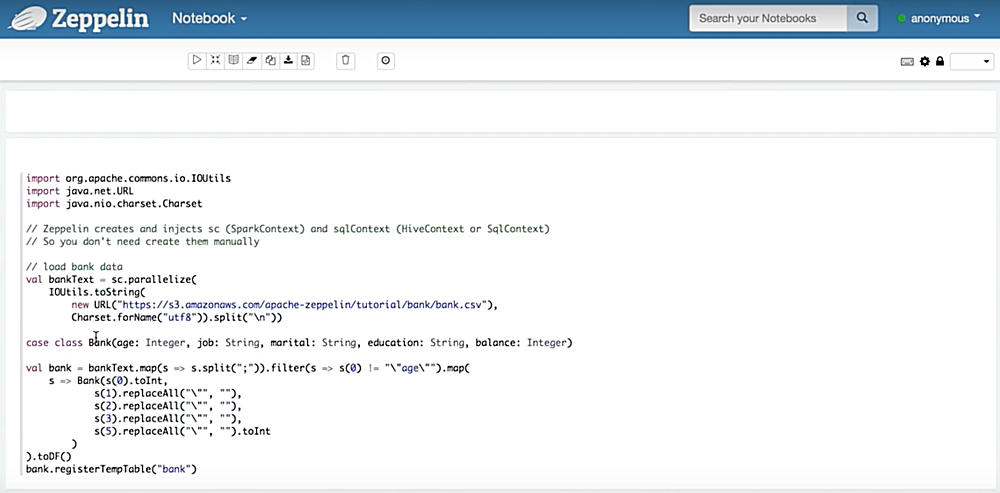 Zeppelin
Notebook
Search your Notebooks
anonymous
import org.apache.commons.io.IOUtils
import java.net.URL
import java.nio.charset.Charset
// Zeppelin creates and injects sc (SparkContext) and sqlContext (HiveContext or SqlContext)
// So you don't need create them manually
// load bank data
val bankText = sc.parallelize(
IOUtils.toString(
new URL("https://s3.amazonaws.com/apache-zeppelin/tutorial/bank/bank.csv"),
Charset.forName("utf8")).split("\n"))
case class Bank(age: Integer, job: String, marital: String, education: String, balance: Integer)
val bank = bankText.map(s => s.split(";")).filter(s => s(0) != "\"age\"").map(
s => Bank(s(0).toInt,
s(1).replaceAll("\"", ""),
s(2).replaceAll("\"", ""),
s(3).replaceAll("\"", ""),
s(5).replaceAll("\"", "").toInt
)
).toDF()
bank.registerTempTable("bank")